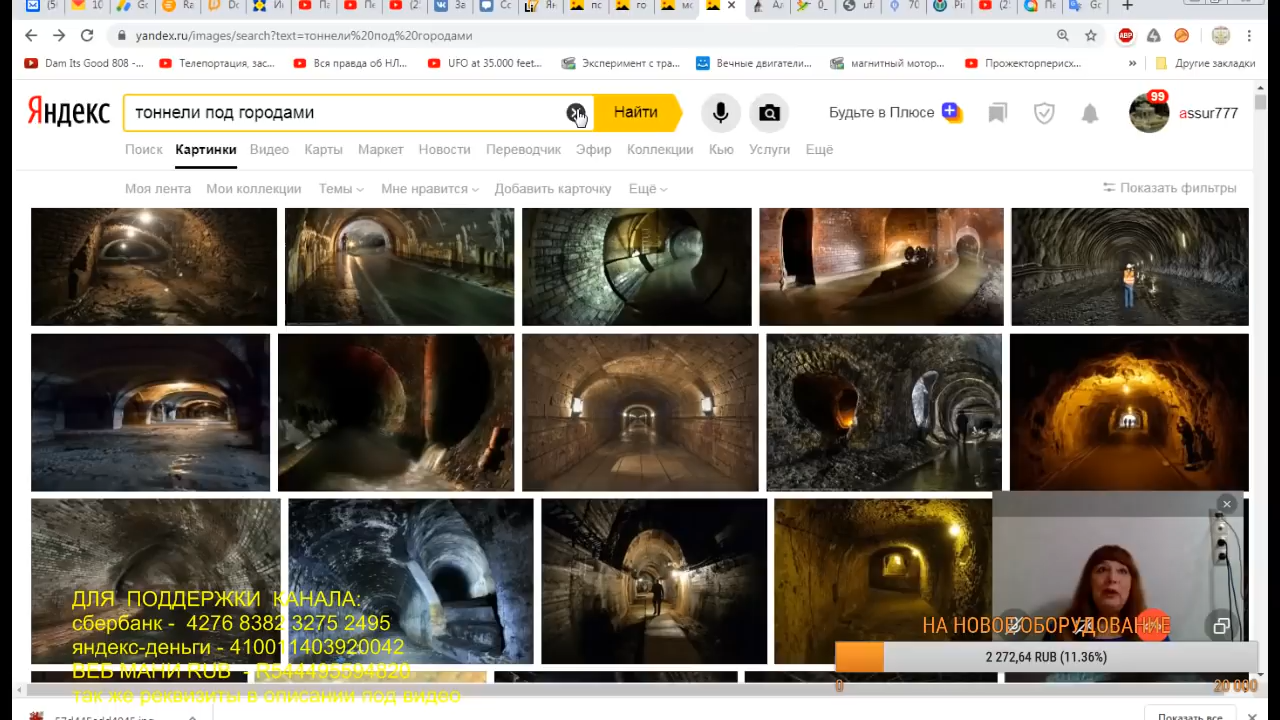 yandex.ru/images/search?text=тоннели%20под%20городами
ABP
Dam Its Good 808 -...
Телепортация, зас...
Вся правда об НЛ...
UFO at 35.000 feet...
Эксперимент с тра...
Вечные двигатели...
магнитный мотор...
Прожекторперисх...
»
Другие закладки
Яндекс
тоннели под городами
Найти
Будьте в Плюсе
99
assur777
Поиск
Картинки
Видео
Карты
Маркет
Новости
Переводчик
Эфир
Коллекции
Кью
Услуги
Ещё
Моя лента
Мои коллекции
Темы
Мне нравится
Добавить карточку
Ещё
Показать фильтры
ДЛЯ ПОДДЕРЖКИ КАНАЛА:
сбербанк - 4276 8382 3275 2495
яндекс-деньги - 410011403920042
ВЕБ МАНИ RUB - R544495594820
так же реквизиты в описании под видео
НА НОВОЕ ОБОРУДОВАНИЕ
2 272,64 RUB (11.36%)
0
20 000
Показать все